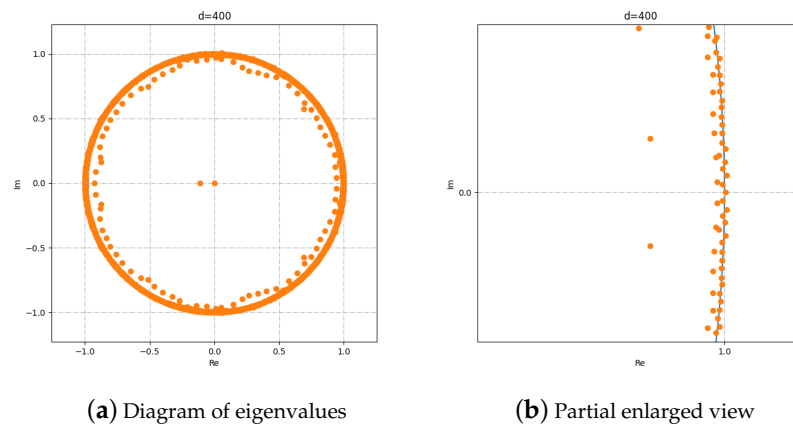 d=400
1.0
0.5
0.0
−0.5
−1.0
Im
−1.0 −0.5 0.0 0.5 1.0
Re
(a) Diagram of eigenvalues
d=400
0.0
Im
1.0
Re
(b) Partial enlarged view